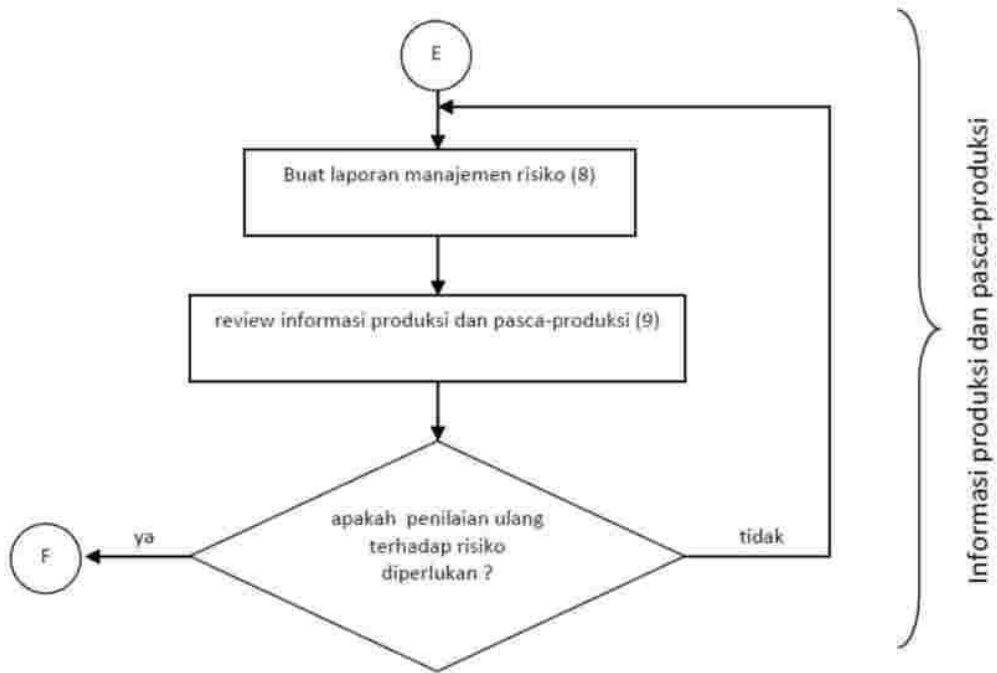 E
Buat laporan manajemen risiko (8)
review informasi produksi dan pasca-produksi (9)
apakah penilaian ulang
terhadap risiko
diperlukan ?
ya
tidak
F
Informasi produksi dan pasca-produksi